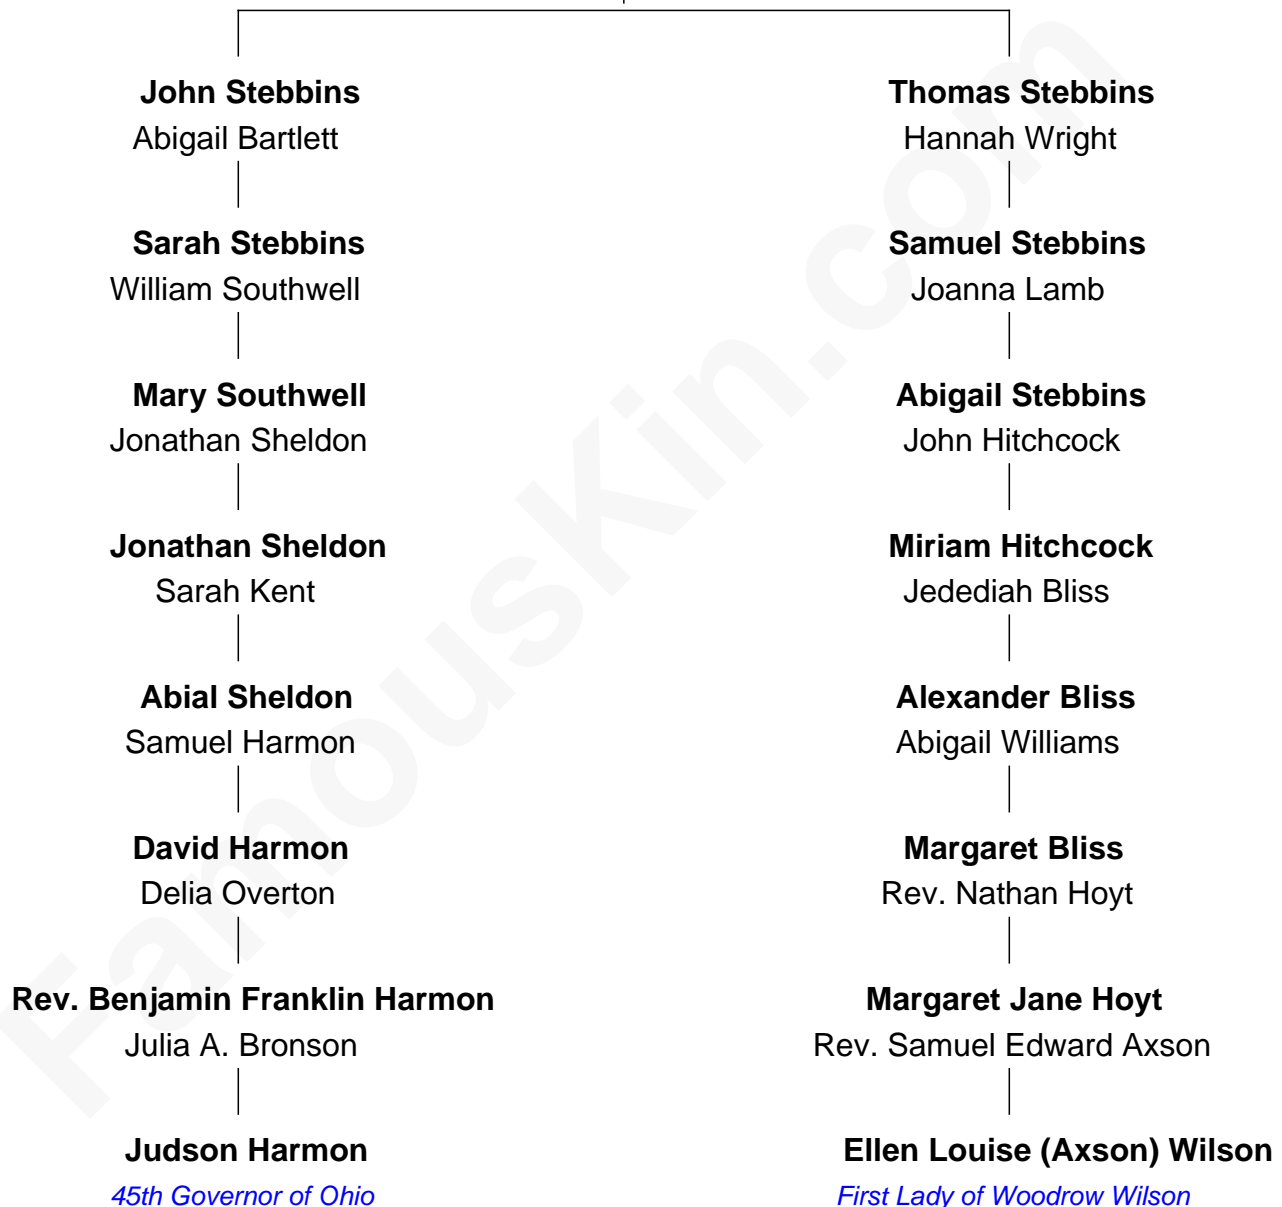 John Stebbins
Abigail Bartlett
Thomas Stebbins
Hannah Wright
Sarah Stebbins
William Southwell
Samuel Stebbins
Joanna Lamb
Mary Southwell
Jonathan Sheldon
Abigail Stebbins
John Hitchcock
Jonathan Sheldon
Sarah Kent
Miriam Hitchcock
Jedediah Bliss
Abial Sheldon
Samuel Harmon
Alexander Bliss
Abigail Williams
David Harmon
Delia Overton
Margaret Bliss
Rev. Nathan Hoyt
Rev. Benjamin Franklin Harmon
Julia A. Bronson
Margaret Jane Hoyt
Rev. Samuel Edward Axson
Judson Harmon
45th Governor of Ohio
Ellen Louise (Axson) Wilson
First Lady of Woodrow Wilson
FamousKin.com